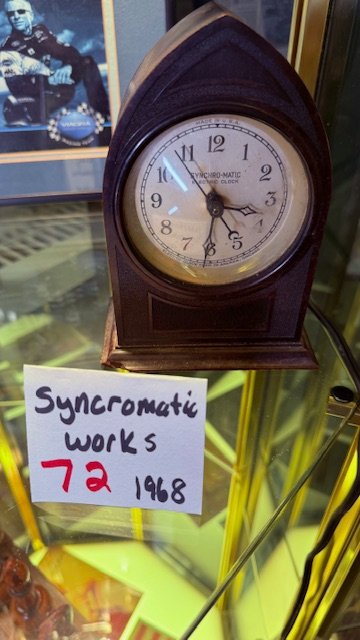 MADE IN U.S.A.
11 12 1
10 2
9 3
8 4
7 6 5
SYNCHRO-MATIC
ELECTRIC CLOCK
Syncromatic
works
72 1968